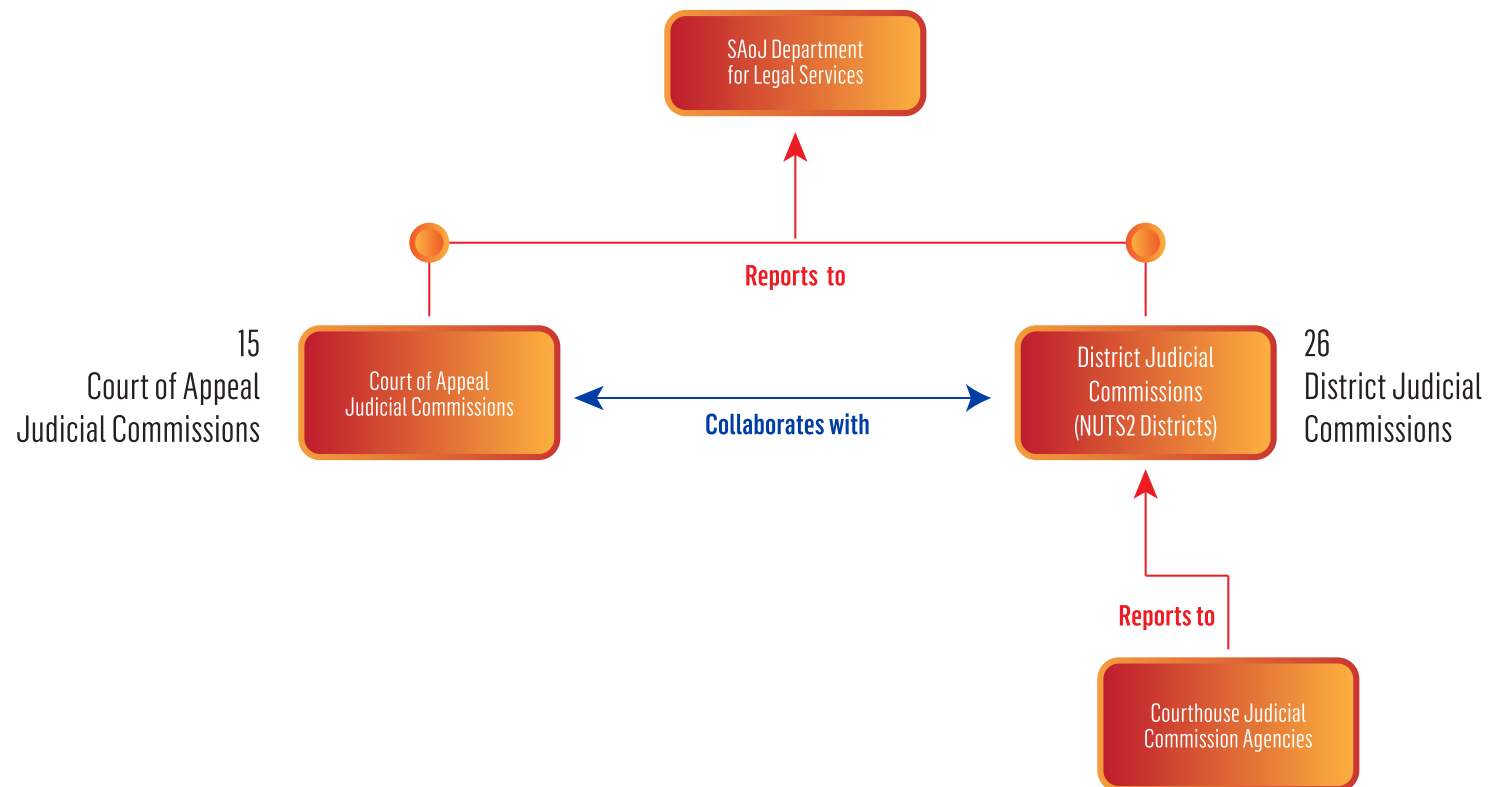 SAoJ Department
for Legal Services
Reports to
15
Court of Appeal
Judicial Commissions
Court of Appeal
Judicial Commissions
Collaborates with
District Judicial
Commissions
(NUTS2 Districts)
26
District Judicial
Commissions
Reports to
Courthouse Judicial
Commission Agencies